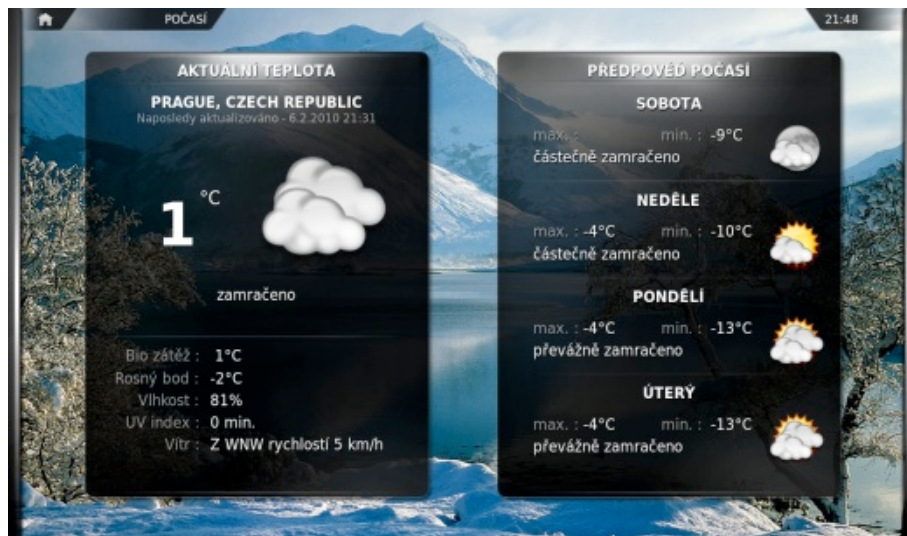 POČASÍ
21:48
AKTUÁLNÍ TEPLOTA
PRAGUE, CZECH REPUBLIC
Naposledy aktualizováno - 6.2.2010 21:31
1 °C
zamračeno
Bio zátěž : 1°C
Rosný bod : -2°C
Vlhkost : 81%
UV index : 0 min.
Vítr : Z WNW rychlostí 5 km/h
PŘEDPOVĚĎ POČASÍ
SOBOTA
max. : min. : -9°C
částečně zamračeno
NEDĚLE
max. : -4°C min. : -10°C
částečně zamračeno
PONDĚLÍ
max. : -4°C min. : -13°C
převážně zamračeno
ÚTERÝ
max. : -4°C min. : -13°C
převážně zamračeno